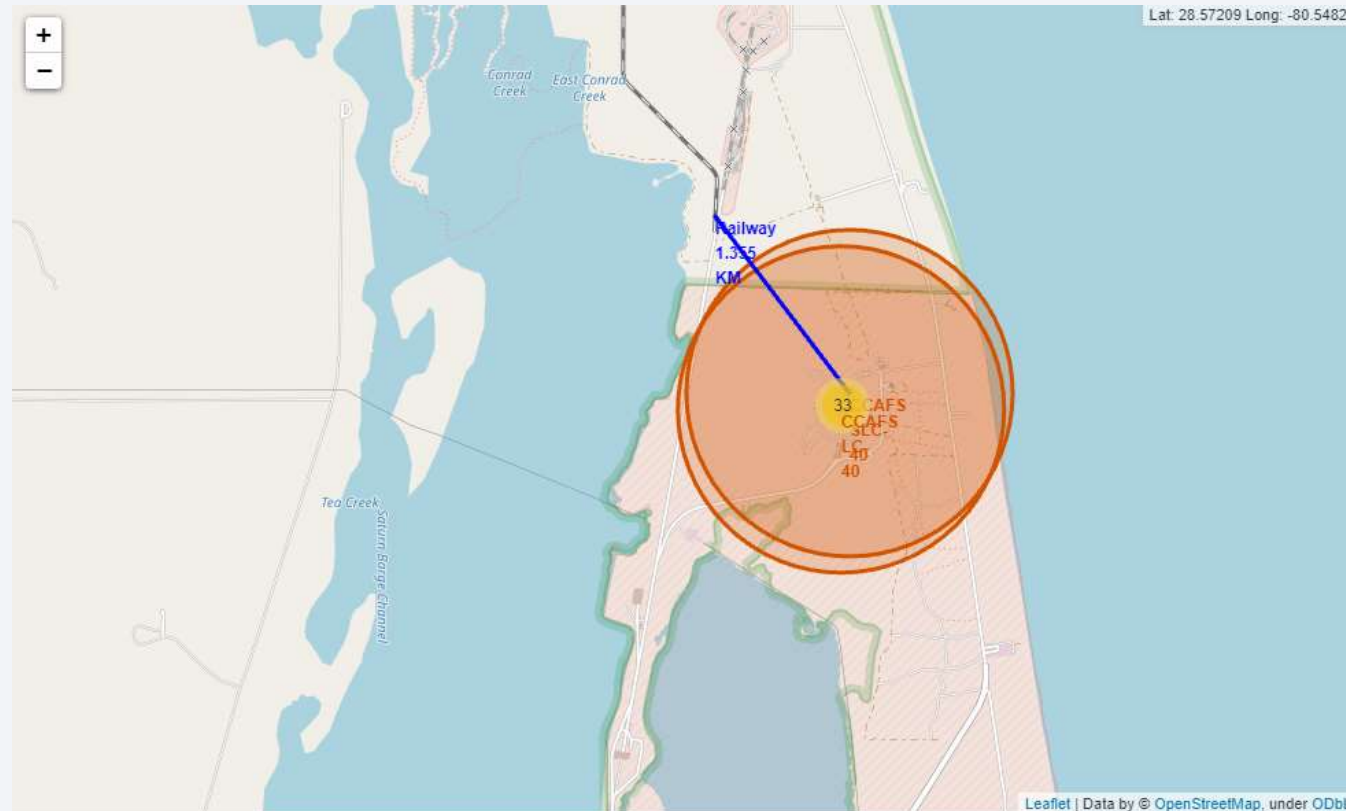 +
−
Lat: 28.57209 Long: -80.5482
Conrad
Creek
East Conrad
Creek
D
Railway
1.355
KM
33
CCAFS
SLC-
40
CCAFS
LC-
40
Tea Creek
Saturn Barge Channel
Leaflet | Data by © OpenStreetMap, under ODbL